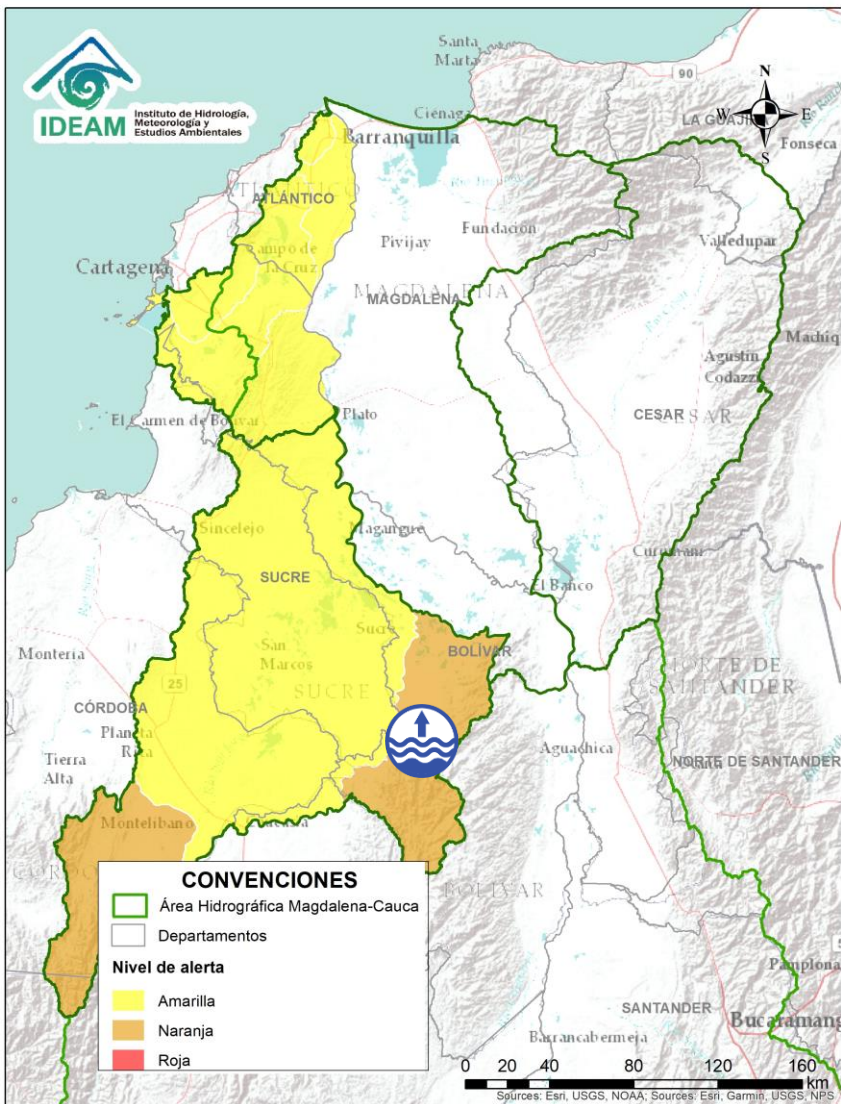 Santa
Marta
90
IDEAM
Instituto de Hidrología,
Meteorología y
Estudios Ambientales
N
W
E
S
Ciénaga
LA GUAJIRA
Barranquilla
Fonseca
ATLÁNTICO
Fundación
Pivijay
Valledupar
Campo de
la Cruz
Cartagena
MAGDALENA
MAGDALENA
Agustín
Codazzi
CESAR
CESAR
El Carmen de Bolívar
Plato
Sincelejo
Magangué
El Banco
SUCRE
Sucre
San
Marcos
SUCRE
BOLÍVAR
Montería
25
CÓRDOBA
Planeta
Rica
Tierra
Alta
NORTE DE
SANTANDER
Aguachica
NORTE DE SANTANDER
Montelíbano
BOLÍVAR
CONVENCIONES
Área Hidrográfica Magdalena-Cauca
Departamentos
Nivel de alerta
Amarilla
Naranja
Roja
Pamplona
SANTANDER
Barrancabermeja
0 20 40 80 120 160
km
Sources: Esri, USGS, NOAA; Sources: Esri, Garmin, USGS, NPS